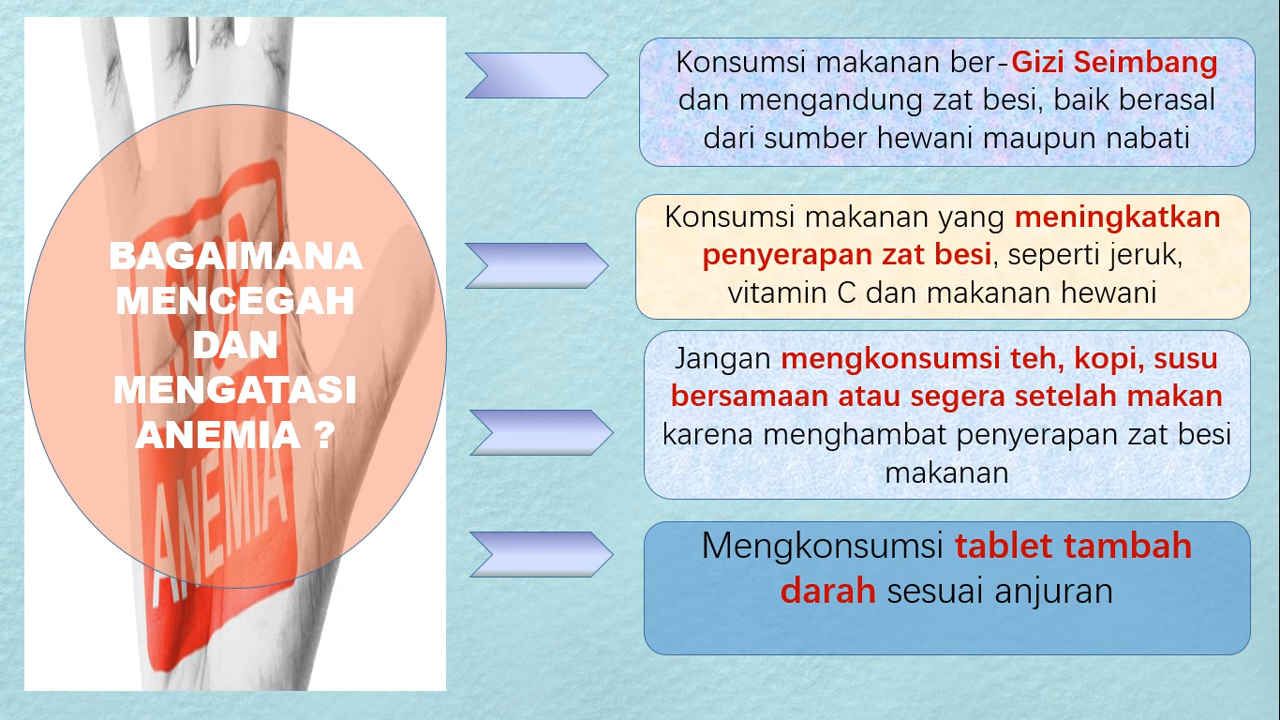 BAGAIMANA
MENCEGAH
DAN
MENGATASI
ANEMIA ?
STOP
ANEMIA
Konsumsi makanan ber-Gizi Seimbang
dan mengandung zat besi, baik berasal
dari sumber hewani maupun nabati
Konsumsi makanan yang meningkatkan
penyerapan zat besi, seperti jeruk,
vitamin C dan makanan hewani
Jangan mengkonsumsi teh, kopi, susu
bersamaan atau segera setelah makan
karena menghambat penyerapan zat besi
makanan
Mengkonsumsi tablet tambah
darah sesuai anjuran